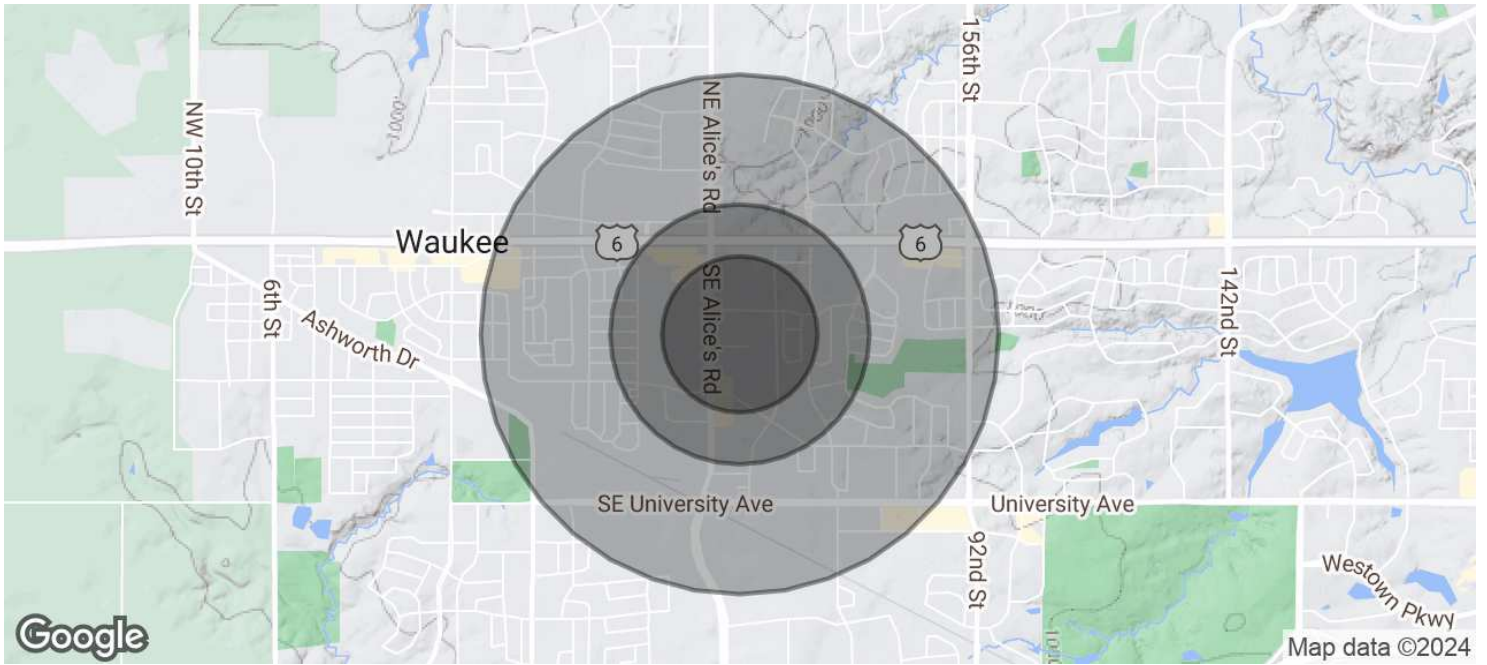 156th St
NE Alice's Rd
NW 10th St
Waukee
6
6
SE Alice's Rd
6th St
142nd St
Ashworth Dr
SE University Ave
University Ave
92nd St
Westown Pkwy
Google
Map data ©2024